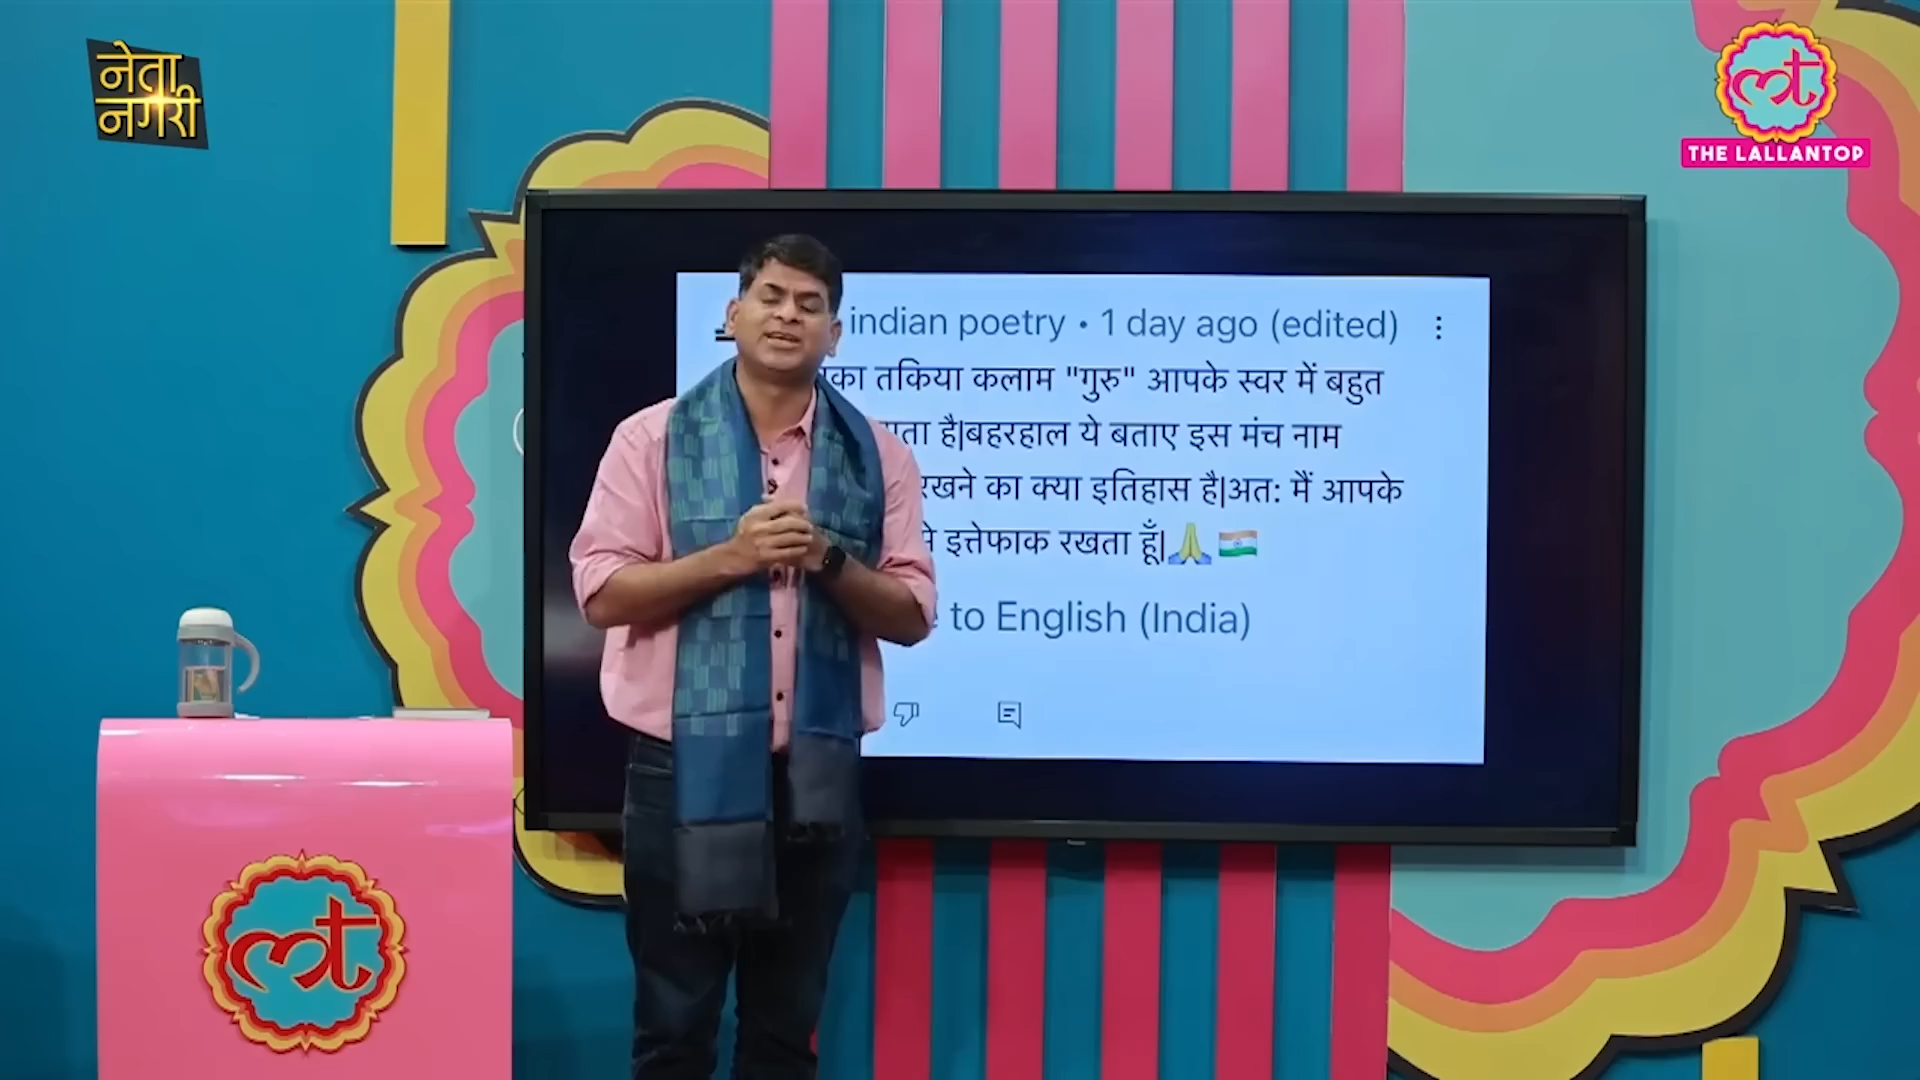 नेता
नगरी
THE LALLANTOP
indian poetry • 1 day ago (edited)
तकिया कलाम "गुरु" आपके स्वर में बहुत
है|बहरहाल ये बताए इस मंच नाम
रखने का क्या इतिहास है|अतः मैं आपके
इत्तेफाक रखता हूँ|🙏🇮🇳
to English (India)